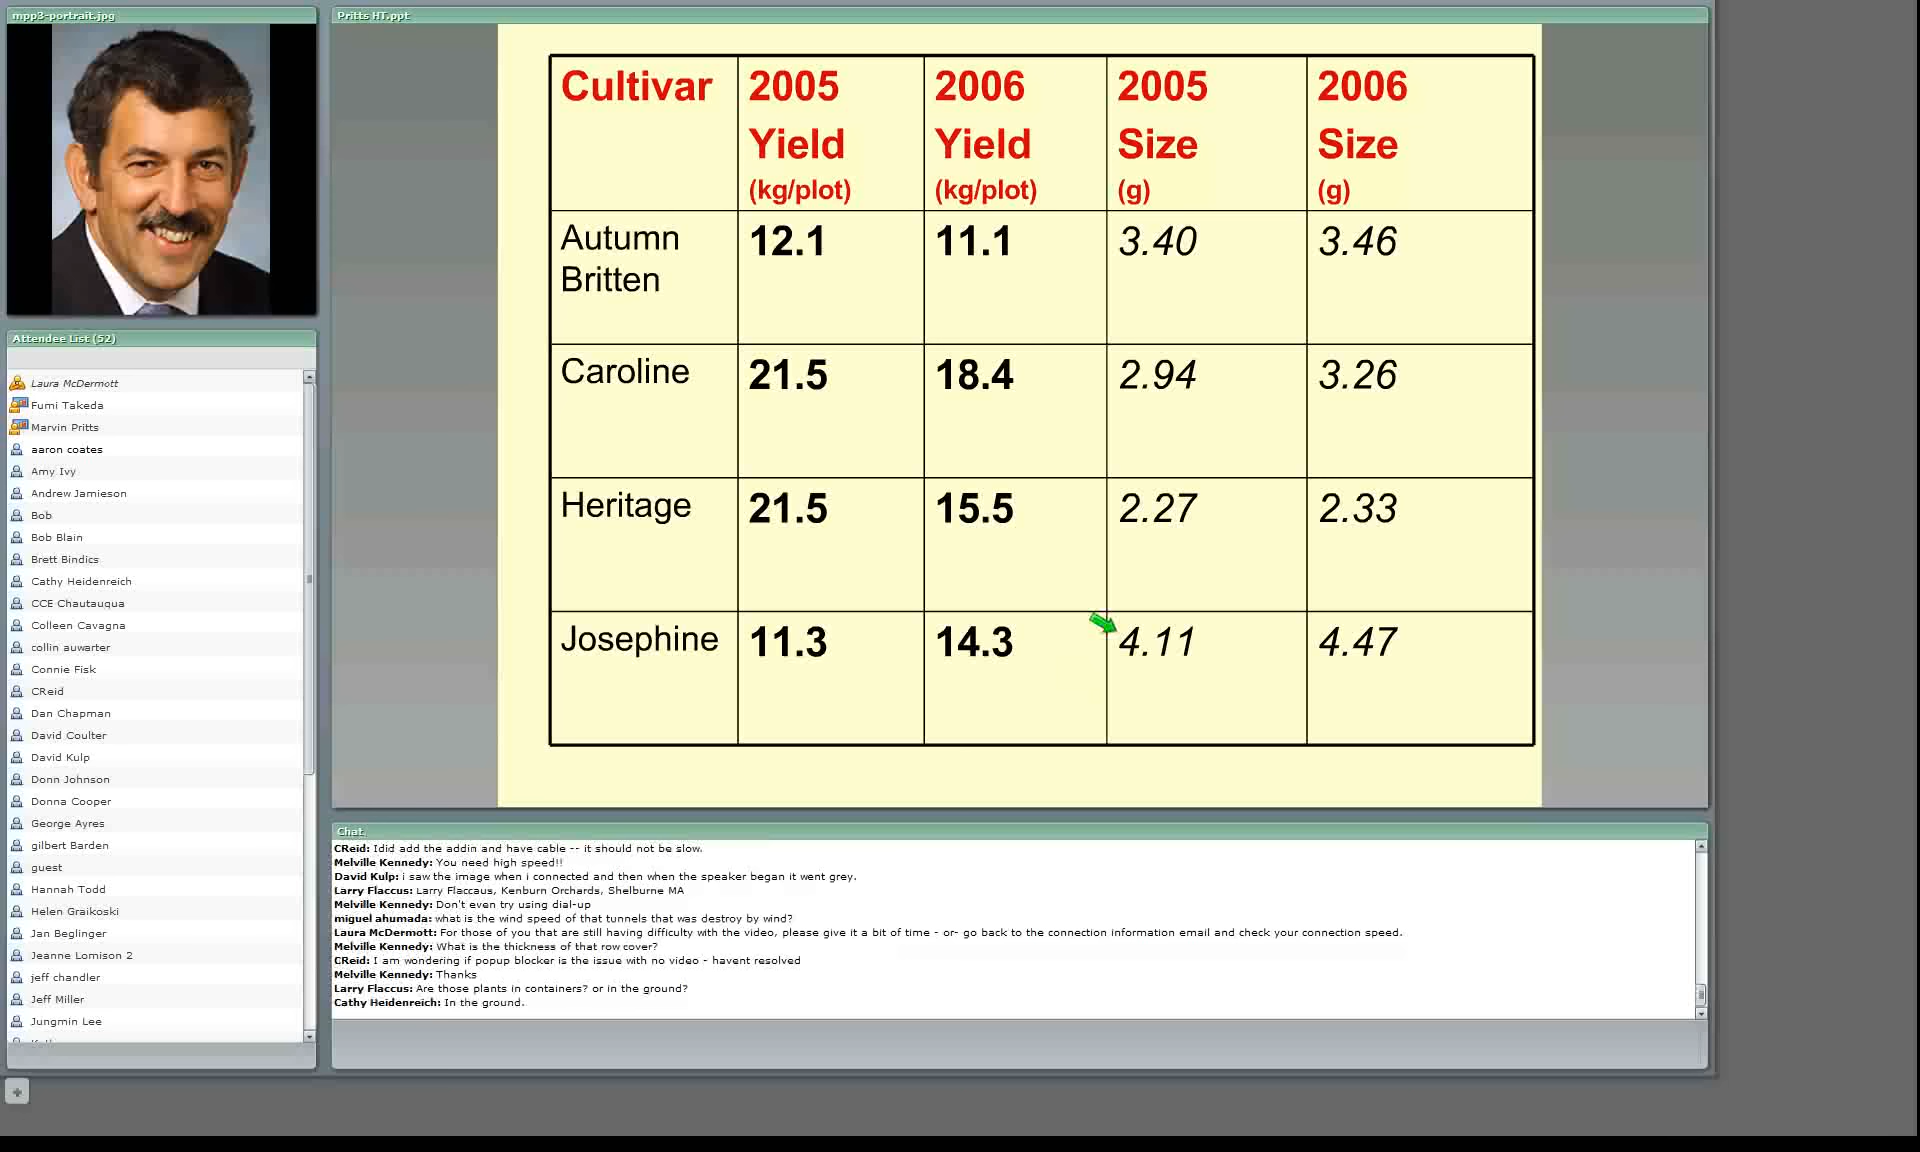 mpp3-portrait.jpg
Attendee List (52)
Laura McDermott
Fumi Takeda
Marvin Pritts
aaron coates
Amy Ivy
Andrew Jamieson
Bob
Bob Blain
Brett Bindics
Cathy Heidenreich
CCE Chautauqua
Colleen Cavagna
collin auwarter
Connie Fisk
CReid
Dan Chapman
David Coulter
David Kulp
Donn Johnson
Donna Cooper
George Ayres
gilbert Barden
guest
Hannah Todd
Helen Graikoski
Jan Beglinger
Jeanne Lomison 2
jeff chandler
Jeff Miller
Jungmin Lee
Pritts HT.ppt
Cultivar 2005 Yield (kg/plot) 2006 Yield (kg/plot) 2005 Size (g) 2006 Size (g)
Autumn Britten 12.1 11.1 3.40 3.46
Caroline 21.5 18.4 2.94 3.26
Heritage 21.5 15.5 2.27 2.33
Josephine 11.3 14.3 4.11 4.47
Chat
CReid: Idid add the addin and have cable -- it should not be slow.
Melville Kennedy: You need high speed!!
David Kulp: i saw the image when i connected and then when the speaker began it went grey.
Larry Flaccus: Larry Flaccaus, Kenburn Orchards, Shelburne MA
Melville Kennedy: Don't even try using dial-up
miguel ahumada: what is the wind speed of that tunnels that was destroy by wind?
Laura McDermott: For those of you that are still having difficulty with the video, please give it a bit of time - or- go back to the connection information email and check your connection speed.
Melville Kennedy: What is the thickness of that row cover?
CReid: I am wondering if popup blocker is the issue with no video - havent resolved
Melville Kennedy: Thanks
Larry Flaccus: Are those plants in containers? or in the ground?
Cathy Heidenreich: In the ground.